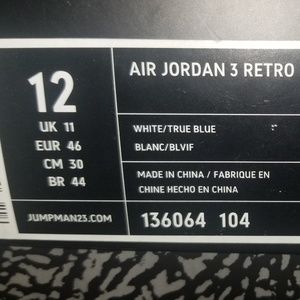 12
UK 11
EUR 46
CM 30
BR 44
JUMPMAN23.COM
AIR JORDAN 3 RETRO
WHITE/TRUE BLUE
BLANC/BLVIF
MADE IN CHINA / FABRIQUE EN
CHINE HECHO EN CHINA
136064 104